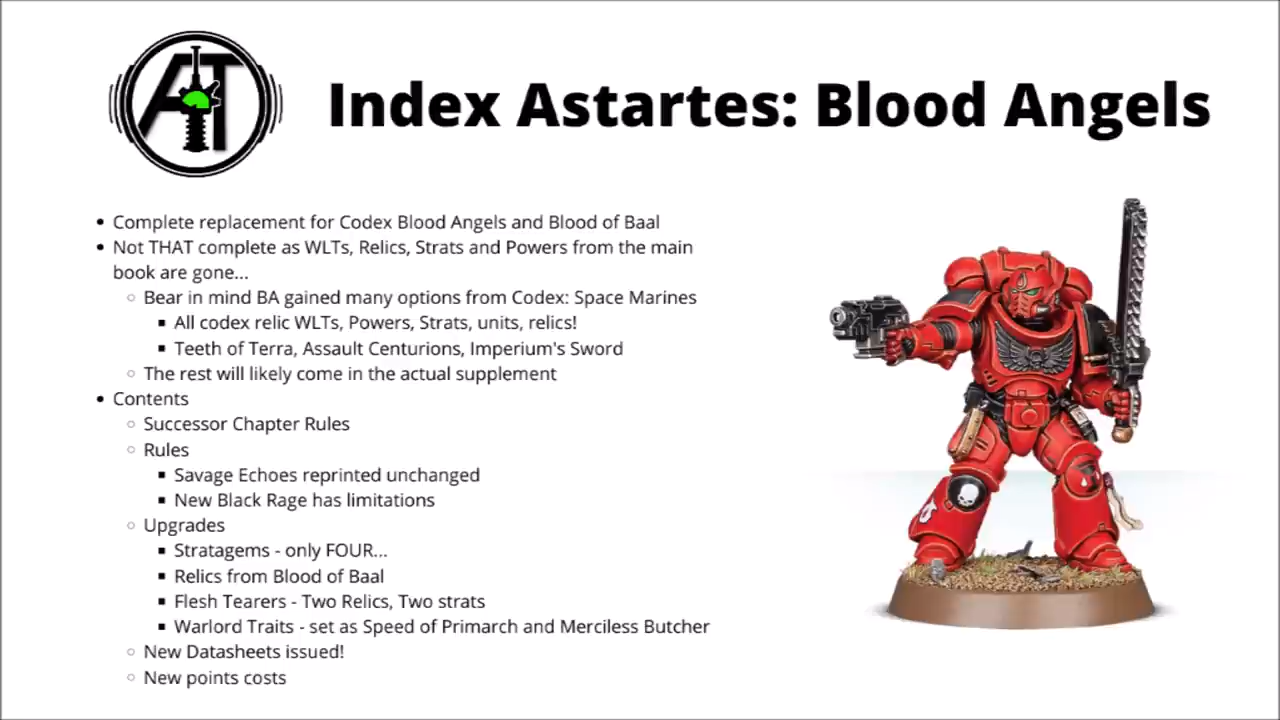 AT
Index Astartes: Blood Angels
• Complete replacement for Codex Blood Angels and Blood of Baal
• Not THAT complete as WLTs, Relics, Strats and Powers from the main
book are gone...
○ Bear in mind BA gained many options from Codex: Space Marines
▪ All codex relic WLTs, Powers, Strats, units, relics!
▪ Teeth of Terra, Assault Centurions, Imperium's Sword
○ The rest will likely come in the actual supplement
• Contents
○ Successor Chapter Rules
○ Rules
▪ Savage Echoes reprinted unchanged
▪ New Black Rage has limitations
○ Upgrades
▪ Stratagems - only FOUR...
▪ Relics from Blood of Baal
▪ Flesh Tearers - Two Relics, Two strats
▪ Warlord Traits - set as Speed of Primarch and Merciless Butcher
○ New Datasheets issued!
○ New points costs